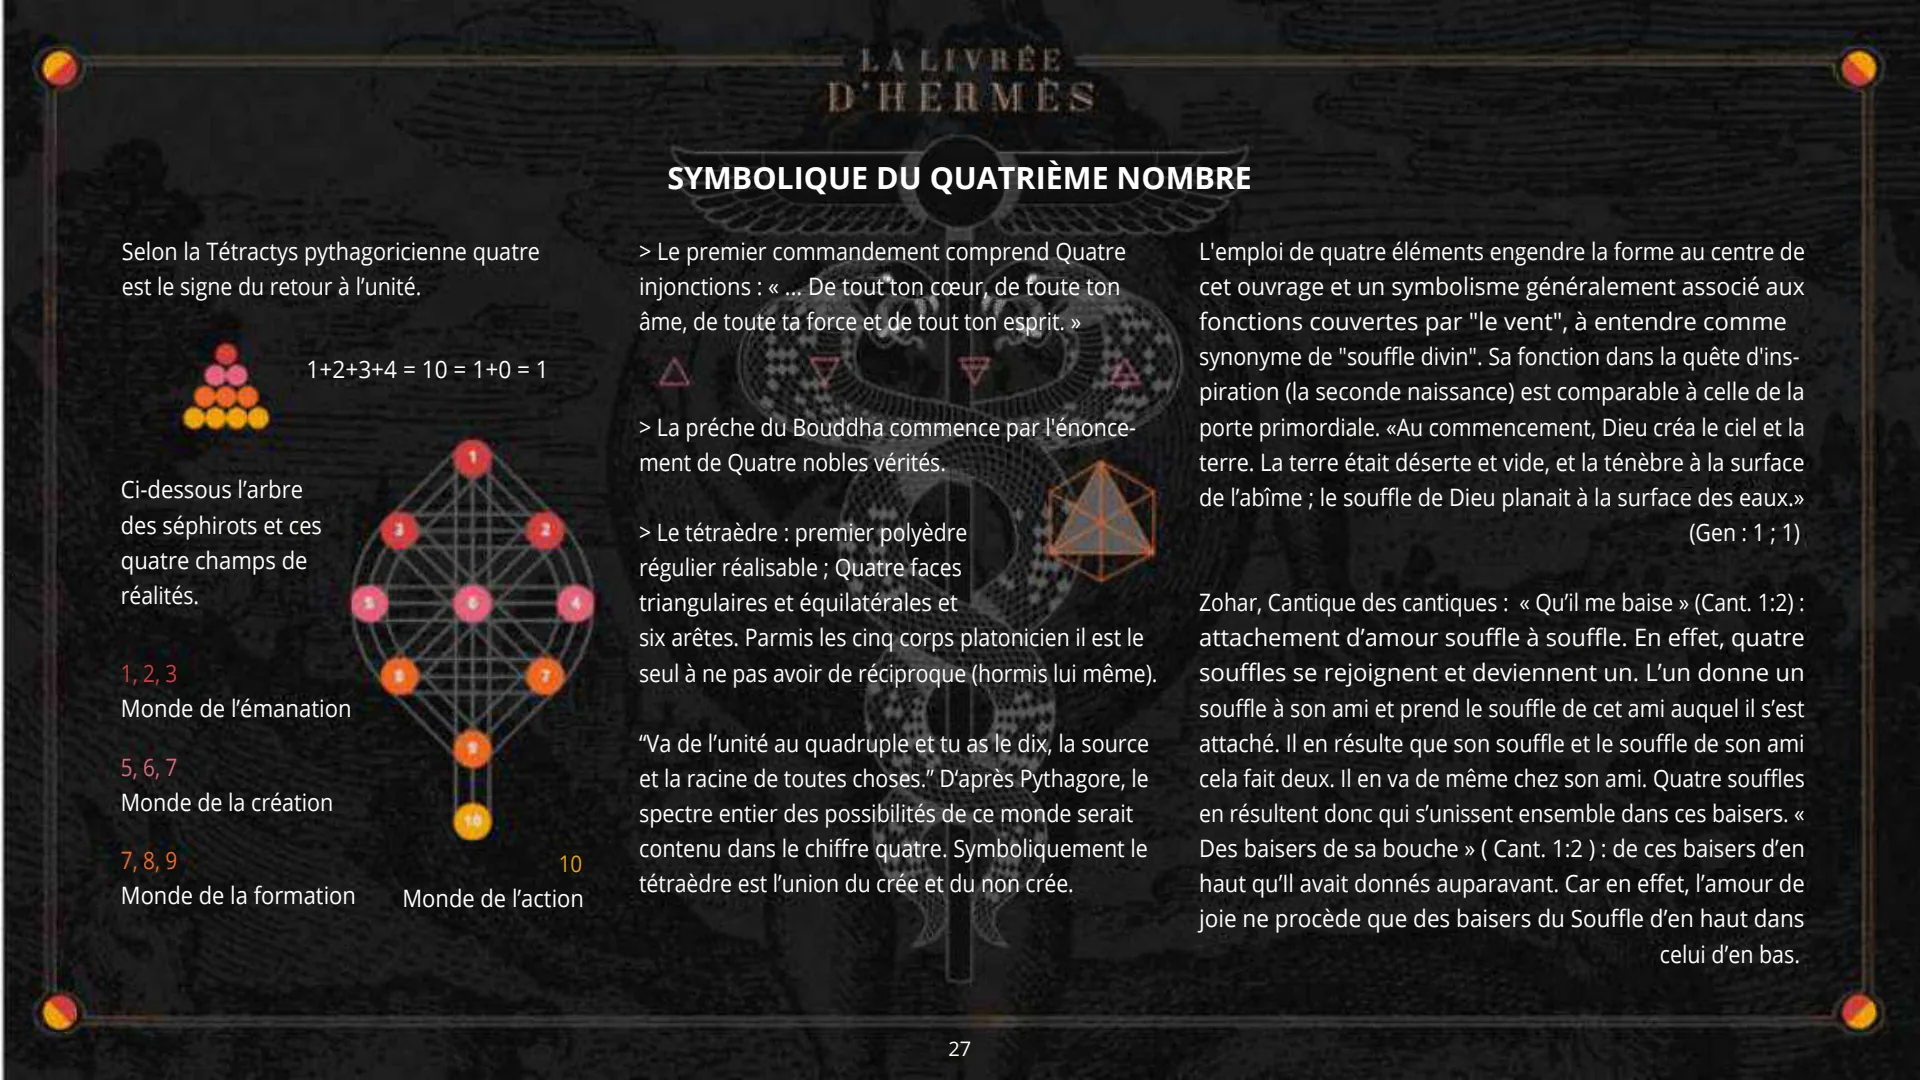 LA LIVRÉE
D'HERMÈS
SYMBOLIQUE DU QUATRIÈME NOMBRE
Selon la Tétractys pythagoricienne quatre
est le signe du retour à l’unité.
1+2+3+4 = 10 = 1+0 = 1
Ci-dessous l’arbre
des séphirots et ces
quatre champs de
réalités.
1
3 2
5 6 4
8 7
9
10
1, 2, 3
Monde de l’émanation
5, 6, 7
Monde de la création
7, 8, 9
Monde de la formation
10
Monde de l’action
> Le premier commandement comprend Quatre
injonctions : « ... De tout ton cœur, de toute ton
âme, de toute ta force et de tout ton esprit. »
> La préche du Bouddha commence par l'énonce-
ment de Quatre nobles vérités.
> Le tétraèdre : premier polyèdre
régulier réalisable ; Quatre faces
triangulaires et équilatérales et
six arêtes. Parmis les cinq corps platonicien il est le
seul à ne pas avoir de réciproque (hormis lui même).
“Va de l’unité au quadruple et tu as le dix, la source
et la racine de toutes choses.” D‘après Pythagore, le
spectre entier des possibilités de ce monde serait
contenu dans le chiffre quatre. Symboliquement le
tétraèdre est l’union du crée et du non crée.
L'emploi de quatre éléments engendre la forme au centre de
cet ouvrage et un symbolisme généralement associé aux
fonctions couvertes par "le vent", à entendre comme
synonyme de "souffle divin". Sa fonction dans la quête d'ins-
piration (la seconde naissance) est comparable à celle de la
porte primordiale. «Au commencement, Dieu créa le ciel et la
terre. La terre était déserte et vide, et la ténèbre à la surface
de l’abîme ; le souffle de Dieu planait à la surface des eaux.»
(Gen : 1 ; 1)
Zohar, Cantique des cantiques : « Qu’il me baise » (Cant. 1:2) :
attachement d’amour souffle à souffle. En effet, quatre
souffles se rejoignent et deviennent un. L’un donne un
souffle à son ami et prend le souffle de cet ami auquel il s’est
attaché. Il en résulte que son souffle et le souffle de son ami
cela fait deux. Il en va de même chez son ami. Quatre souffles
en résultent donc qui s’unissent ensemble dans ces baisers. «
Des baisers de sa bouche » ( Cant. 1:2 ) : de ces baisers d’en
haut qu’Il avait donnés auparavant. Car en effet, l’amour de
joie ne procède que des baisers du Souffle d’en haut dans
celui d’en bas.
27